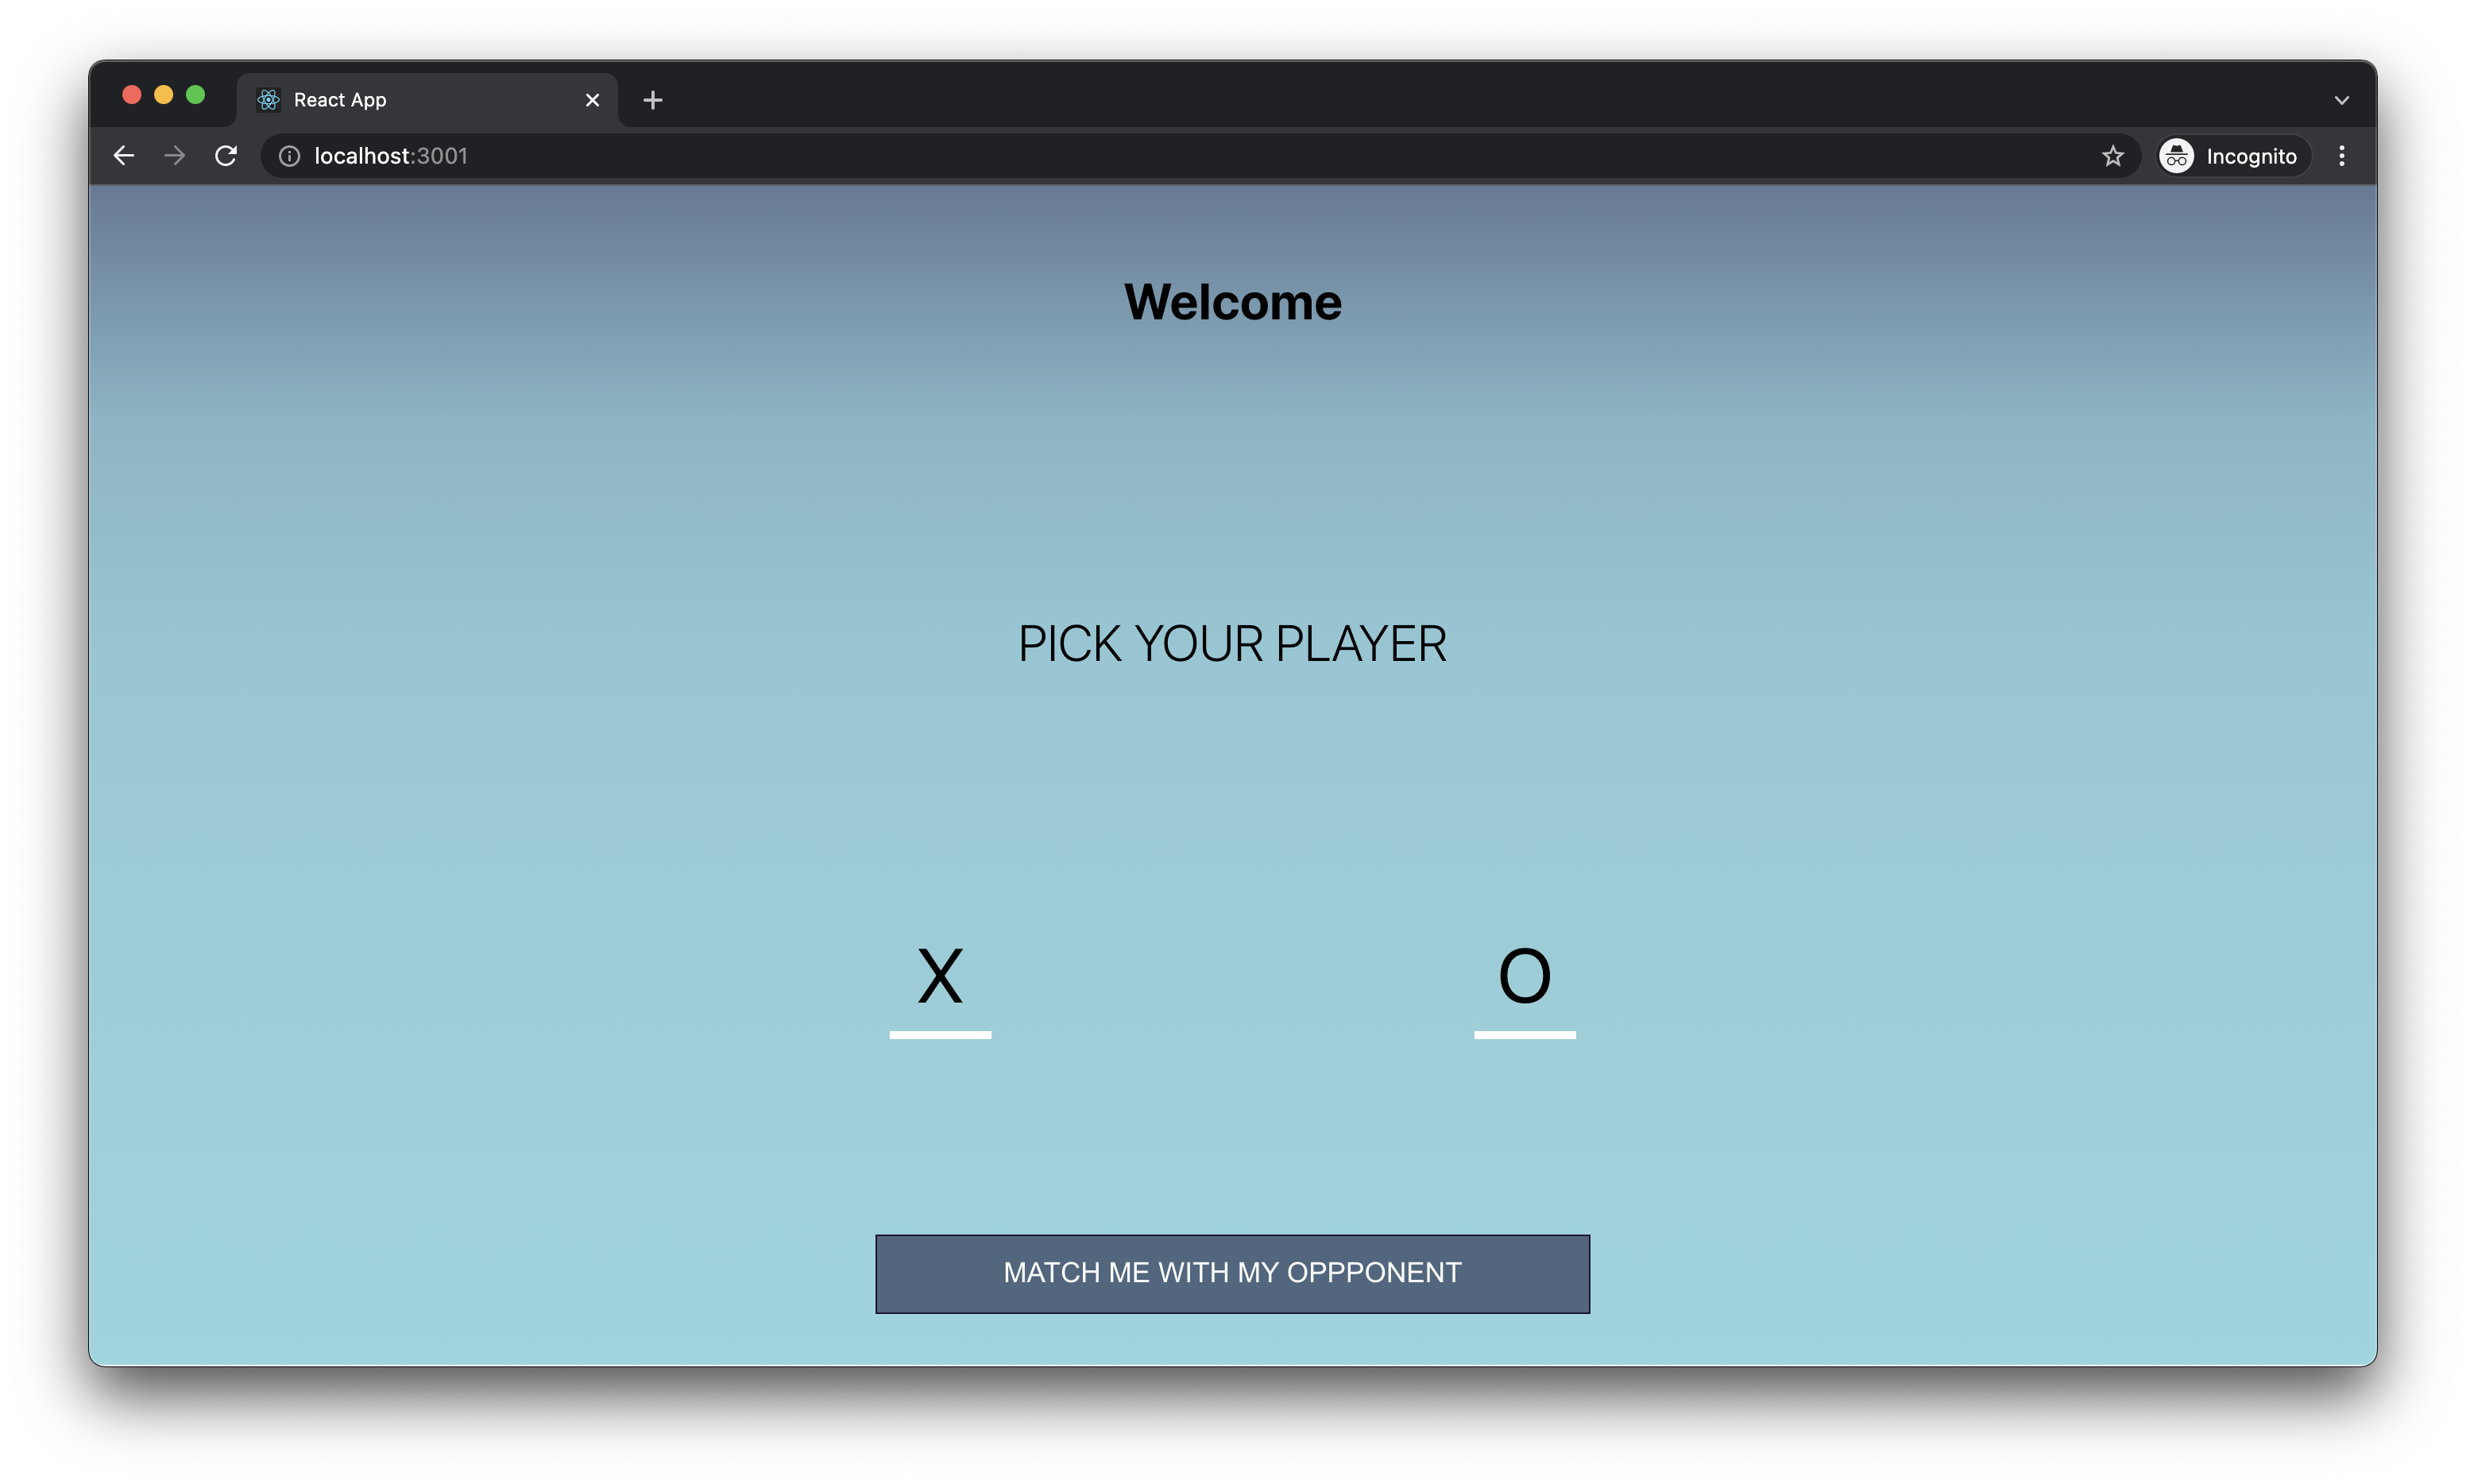 React App
localhost:3001
Incognito
Welcome
PICK YOUR PLAYER
X O
MATCH ME WITH MY OPPPONENT